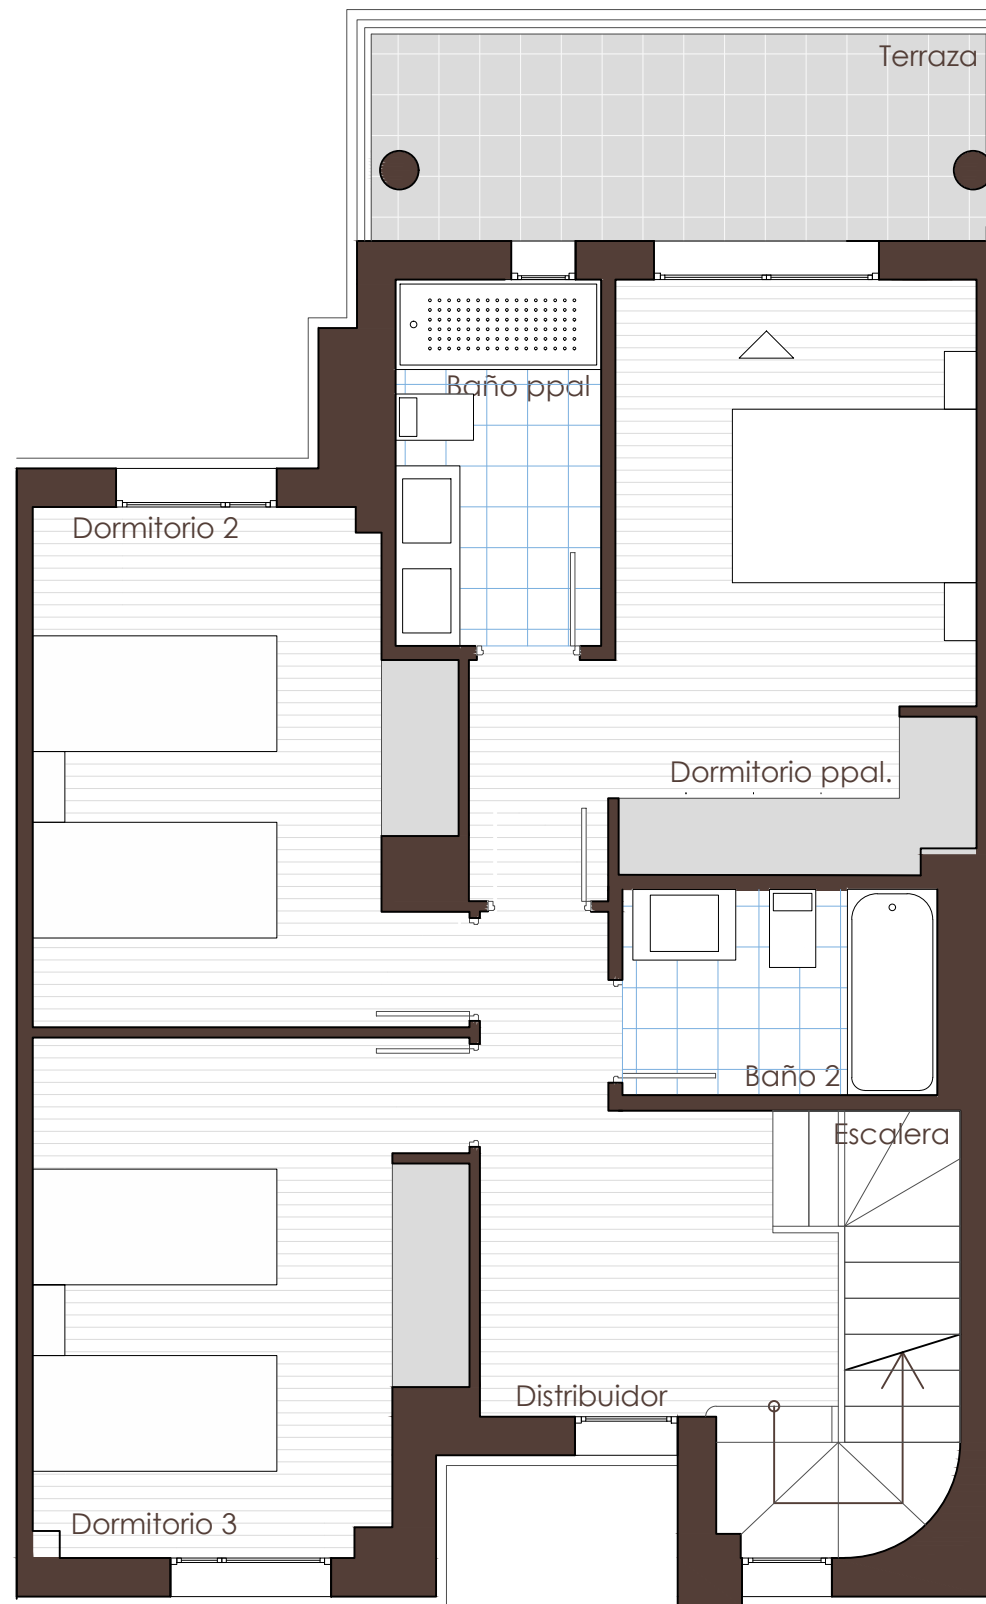 Terraza
Baño ppal
Dormitorio 2
Dormitorio ppal.
Baño 2
Escalera
Distribuidor
Dormitorio 3